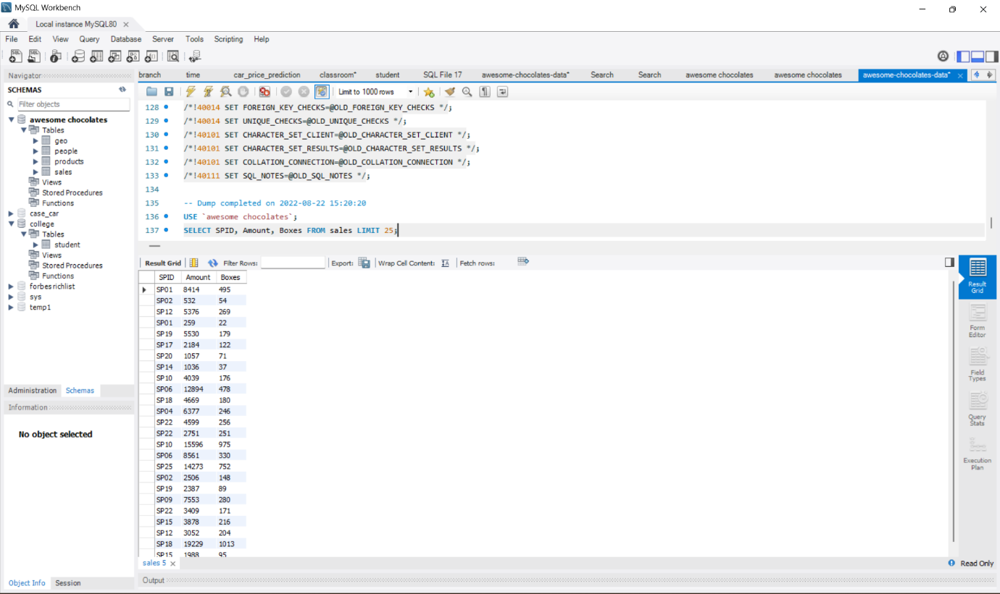 MySQL Workbench
Local instance MySQL80
File Edit View Query Database Server Tools Scripting Help
Navigator
SCHEMAS
Filter objects
awesome chocolates
Tables
geo
people
products
sales
Views
Stored Procedures
Functions
case_car
college
Tables
student
Views
Stored Procedures
Functions
forbesrichlist
sys
temp1
Administration Schemas
Information
No object selected
Object Info Session
branch time car_price_prediction classroom* student SQL File 17 awesome-chocolates-data* Search Search awesome chocolates awesome chocolates awesome-chocolates-data*
Limit to 1000 rows
128 /*!40014 SET FOREIGN_KEY_CHECKS=@OLD_FOREIGN_KEY_CHECKS */;
129 /*!40014 SET UNIQUE_CHECKS=@OLD_UNIQUE_CHECKS */;
130 /*!40101 SET CHARACTER_SET_CLIENT=@OLD_CHARACTER_SET_CLIENT */;
131 /*!40101 SET CHARACTER_SET_RESULTS=@OLD_CHARACTER_SET_RESULTS */;
132 /*!40101 SET COLLATION_CONNECTION=@OLD_COLLATION_CONNECTION */;
133 /*!40111 SET SQL_NOTES=@OLD_SQL_NOTES */;
134
135 -- Dump completed on 2022-08-22 15:20:20
136 USE `awesome chocolates`;
137 SELECT SPID, Amount, Boxes FROM sales LIMIT 25;
Result Grid Filter Rows: Export: Wrap Cell Content: Fetch rows:
SPID Amount Boxes
SP01 8414 495
SP02 532 54
SP12 5376 269
SP01 259 22
SP19 5530 179
SP17 2184 122
SP20 1057 71
SP14 1036 37
SP10 4039 176
SP06 12894 478
SP18 4669 180
SP04 6377 246
SP22 4599 256
SP22 2751 251
SP10 15596 975
SP06 8561 330
SP25 14273 752
SP02 2506 148
SP19 2387 89
SP09 7553 280
SP22 3409 171
SP15 3878 216
SP12 3052 204
SP18 19229 1013
SP15 1988 95
Result
Grid
Form
Editor
Field
Types
Query
Stats
Execution
Plan
sales 5
Read Only
Output